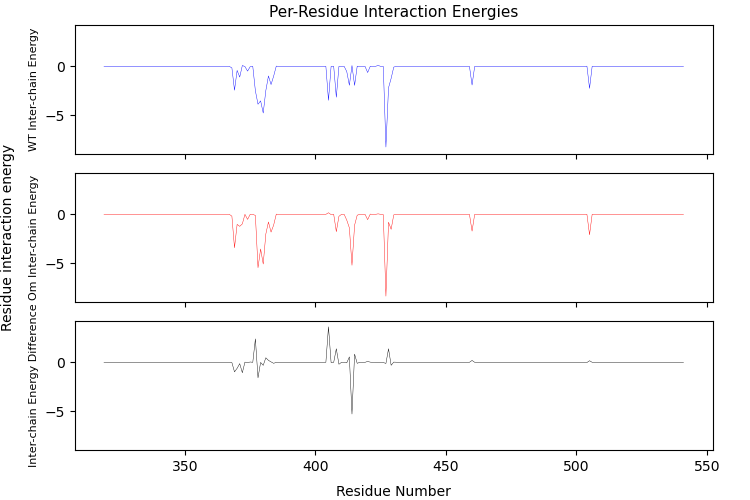 Per-Residue Interaction Energies
Residue interaction energy
WT Inter-chain Energy
0
−5
Om Inter-chain Energy
0
−5
Inter-chain Energy Difference
0
−5
350
400
450
500
550
Residue Number